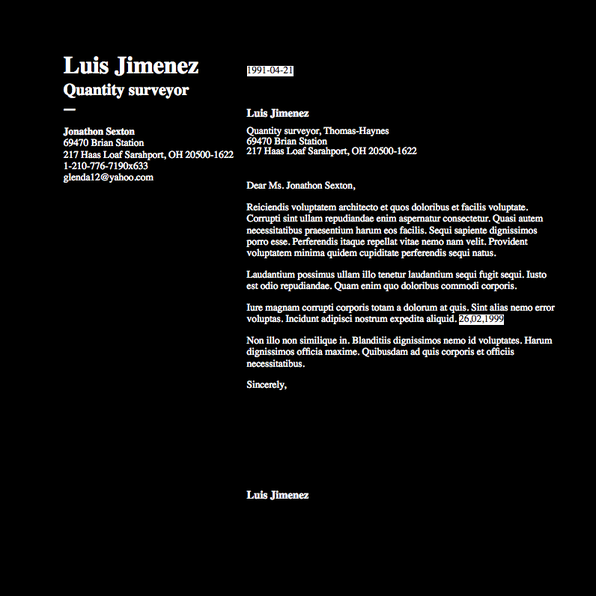 Luis Jimenez
Quantity surveyor
Jonathon Sexton
69470 Brian Station
217 Haas Loaf Sarahport, OH 20500-1622
1-210-776-7190x633
glenda12@yahoo.com
1991-04-21
Luis Jimenez
Quantity surveyor, Thomas-Haynes
69470 Brian Station
217 Haas Loaf Sarahport, OH 20500-1622
Dear Ms. Jonathon Sexton,
Reiciendis voluptatem architecto et quos doloribus et facilis voluptate.
Corrupti sint ullam repudiandae enim aspernatur consectetur. Quasi autem
necessitatibus praesentium harum eos facilis. Sequi sapiente dignissimos
porro esse. Perferendis itaque repellat vitae nemo nam velit. Provident
voluptatem minima quidem cupiditate perferendis sequi natus.
Laudantium possimus ullam illo tenetur laudantium sequi fugit sequi. Iusto
est odio repudiandae. Quam enim quo doloribus commodi corporis.
Iure magnam corrupti corporis totam a dolorum at quis. Sint alias nemo error
voluptas. Incidunt adipisci nostrum expedita aliquid. 26,02,1999
Non illo non similique in. Blanditiis dignissimos nemo id voluptates. Harum
dignissimos officia maxime. Quibusdam ad quis corporis et officiis
necessitatibus.
Sincerely,
Luis Jimenez